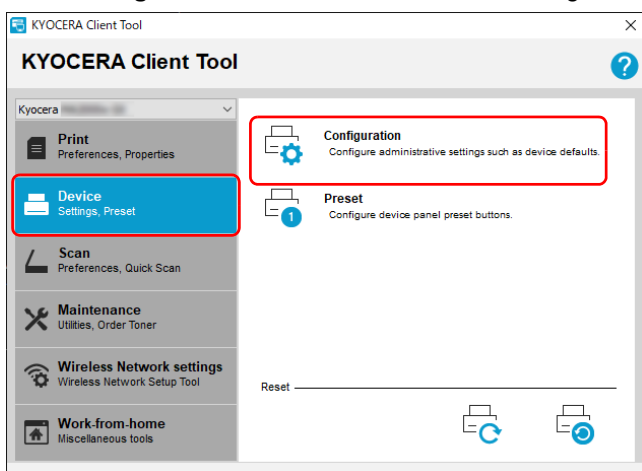 KYOCERA Client Tool
KYOCERA Client Tool
?
Kyocera
Print
Preferences, Properties
Device
Settings, Preset
Scan
Preferences, Quick Scan
Maintenance
Utilities, Order Toner
Wireless Network settings
Wireless Network Setup Tool
Work-from-home
Miscellaneous tools
Configuration
Configure administrative settings such as device defaults.
1
Preset
Configure device panel preset buttons.
Reset